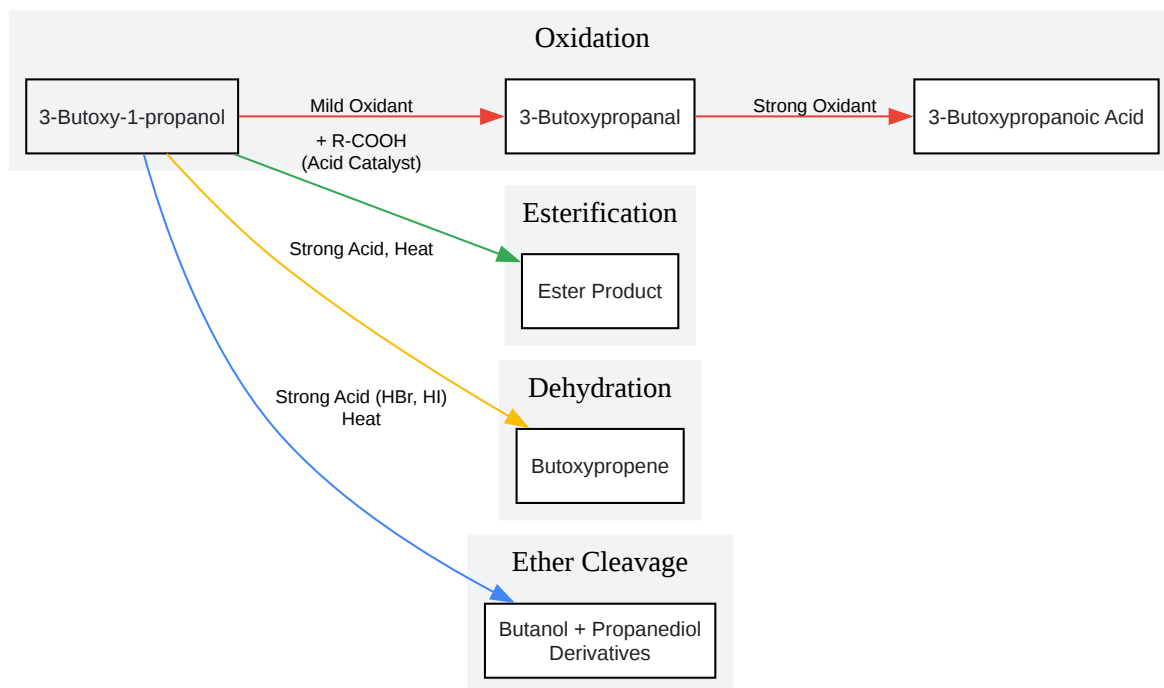 Oxidation
3-Butoxy-1-propanol
Mild Oxidant
3-Butoxypropanal
Strong Oxidant
3-Butoxypropanoic Acid
+ R-COOH
(Acid Catalyst)
Esterification
Strong Acid, Heat
Ester Product
Dehydration
Strong Acid (HBr, HI)
Heat
Butoxypropene
Ether Cleavage
Butanol + Propanediol
Derivatives